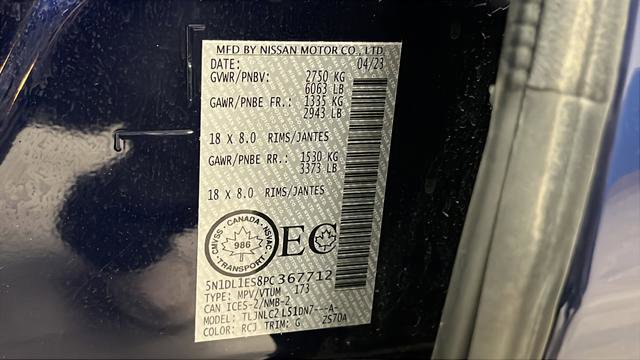 MFD BY NISSAN MOTOR CO., LTD.
DATE: 04/23
GVWR/PNBV: 2750 KG
6063 LB
GAWR/PNBE FR.: 1335 KG
2943 LB
18 X 8.0 RIMS/JANTES
GAWR/PNBE RR.: 1530 KG
3373 LB
18 X 8.0 RIMS/JANTES
CMVSS - CANADA - NSVAC
986
TRANSPORT
EC
5N1DL1ES8PC367712
TYPE: MPV/VTUM 173
CAN ICES-2/NMB-2
MODEL: TLJNLC2 L51DN7---A-
COLOR: RCJ TRIM: G 2S70A